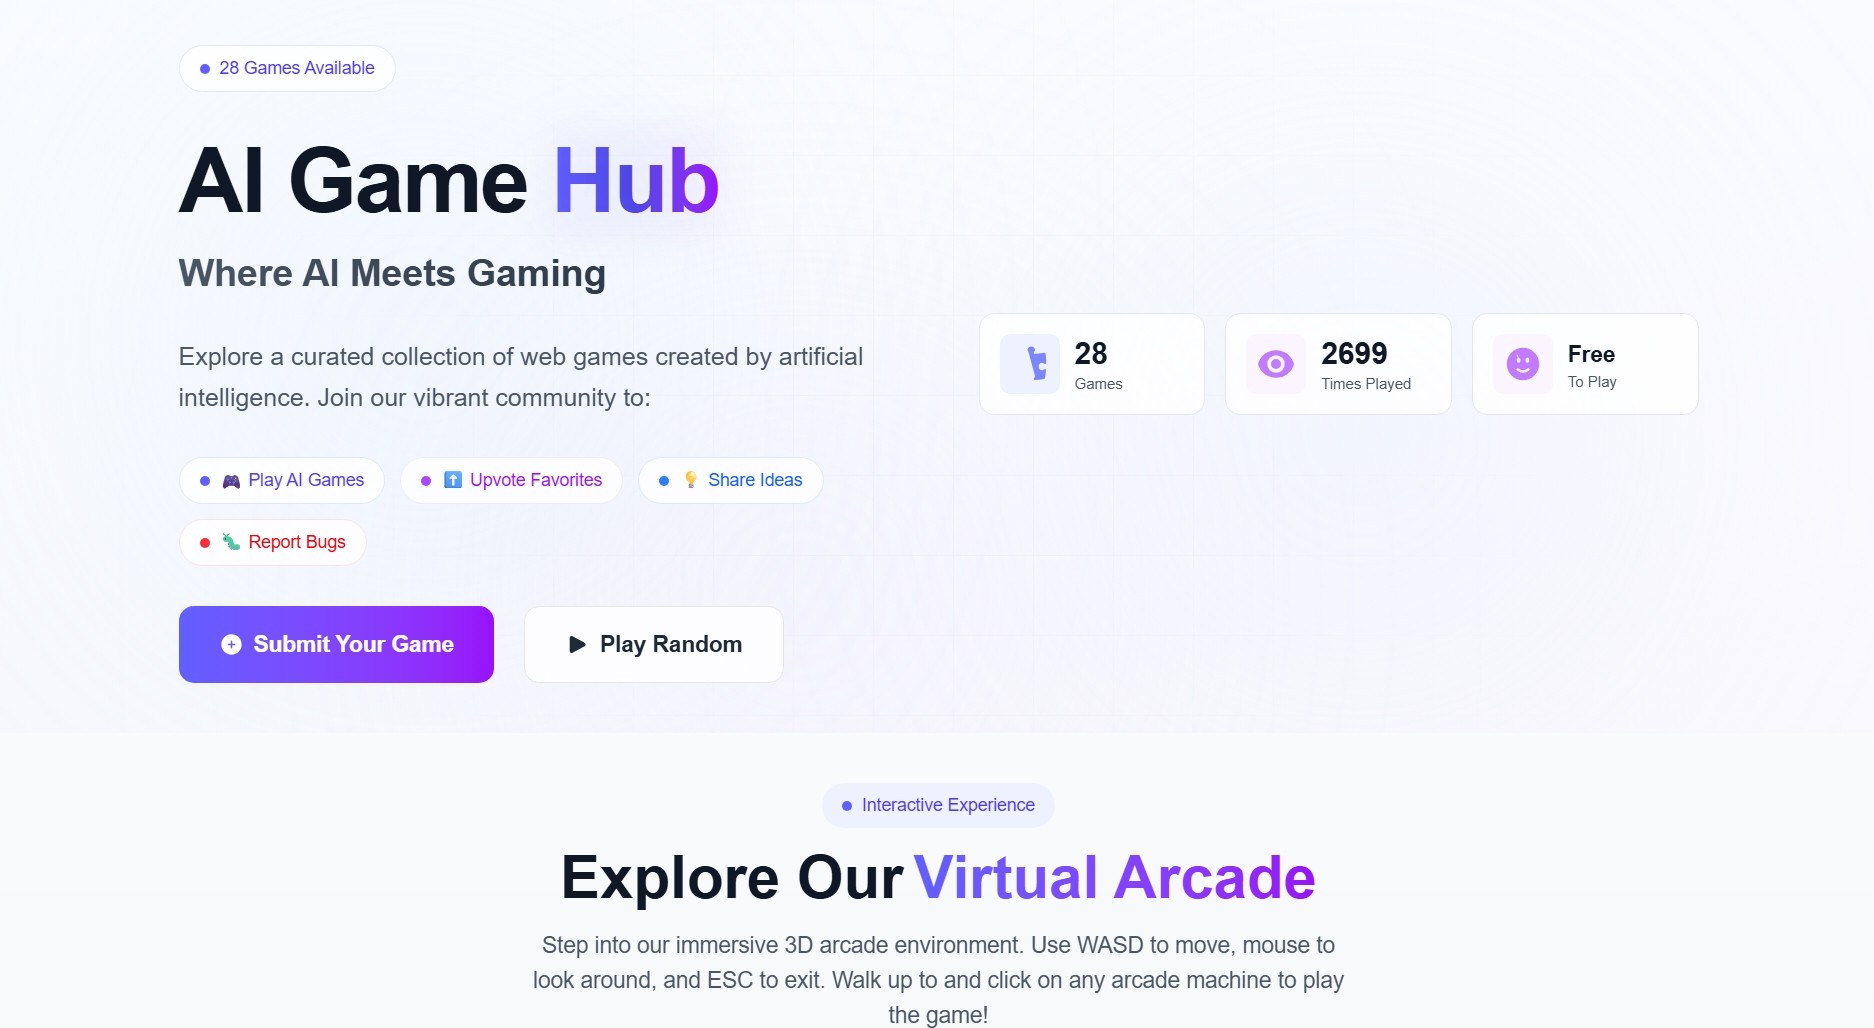 28 Games Available
AI Game Hub
Where AI Meets Gaming
Explore a curated collection of web games created by artificial
intelligence. Join our vibrant community to:
Play AI Games
Upvote Favorites
Share Ideas
Report Bugs
Submit Your Game
Play Random
28
Games
2699
Times Played
Free
To Play
Interactive Experience
Explore Our Virtual Arcade
Step into our immersive 3D arcade environment. Use WASD to move, mouse to
look around, and ESC to exit. Walk up to and click on any arcade machine to play
the game!